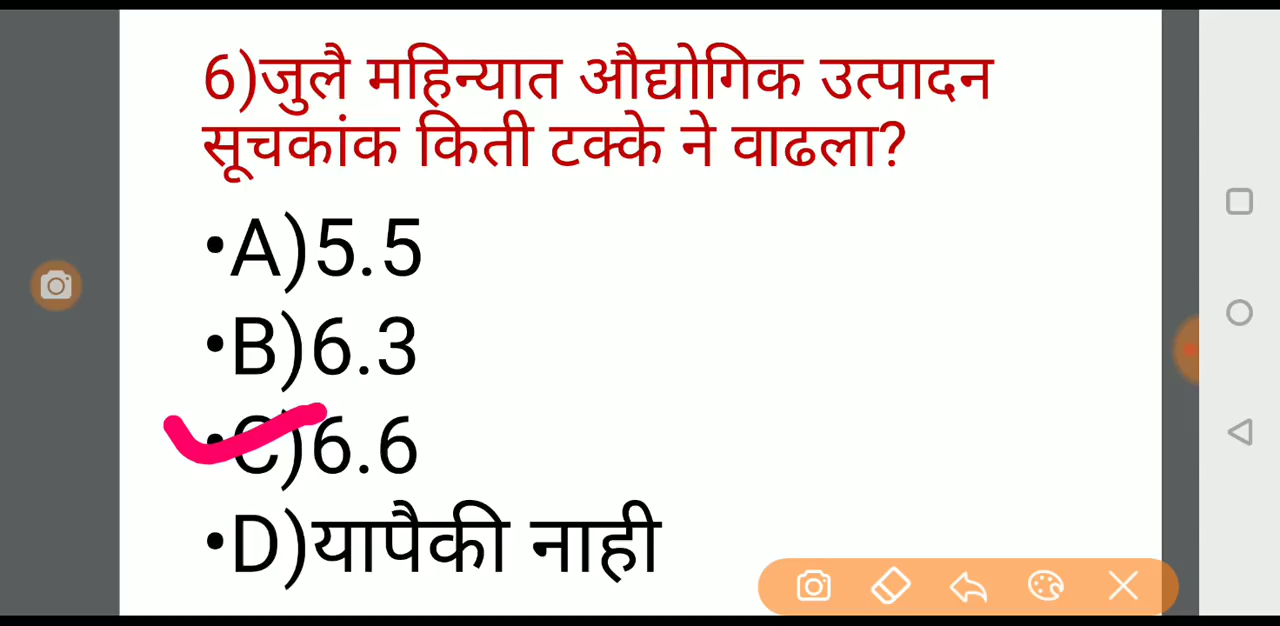 6)जुलै महिन्यात औद्योगिक उत्पादन
सूचकांक किती टक्के ने वाढला?
•A)5.5
•B)6.3
•C)6.6
•D)यापैकी नाही